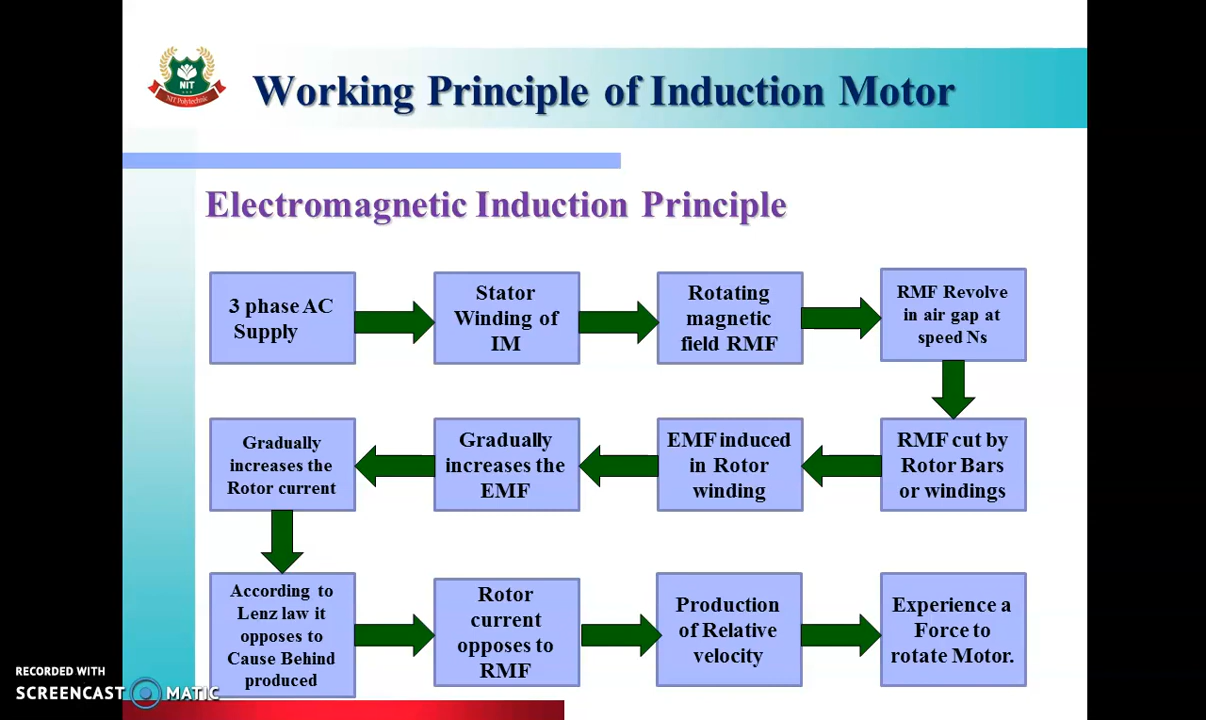 NIT
NIT Polytechnic
Working Principle of Induction Motor
Electromagnetic Induction Principle
3 phase AC
Supply
Stator
Winding of
IM
Rotating
magnetic
field RMF
RMF Revolve
in air gap at
speed Ns
RMF cut by
Rotor Bars
or windings
EMF induced
in Rotor
winding
Gradually
increases the
EMF
Gradually
increases the
Rotor current
According to
Lenz law it
opposes to
Cause Behind
produced
Rotor
current
opposes to
RMF
Production
of Relative
velocity
Experience a
Force to
rotate Motor.
RECORDED WITH
SCREENCAST MATIC